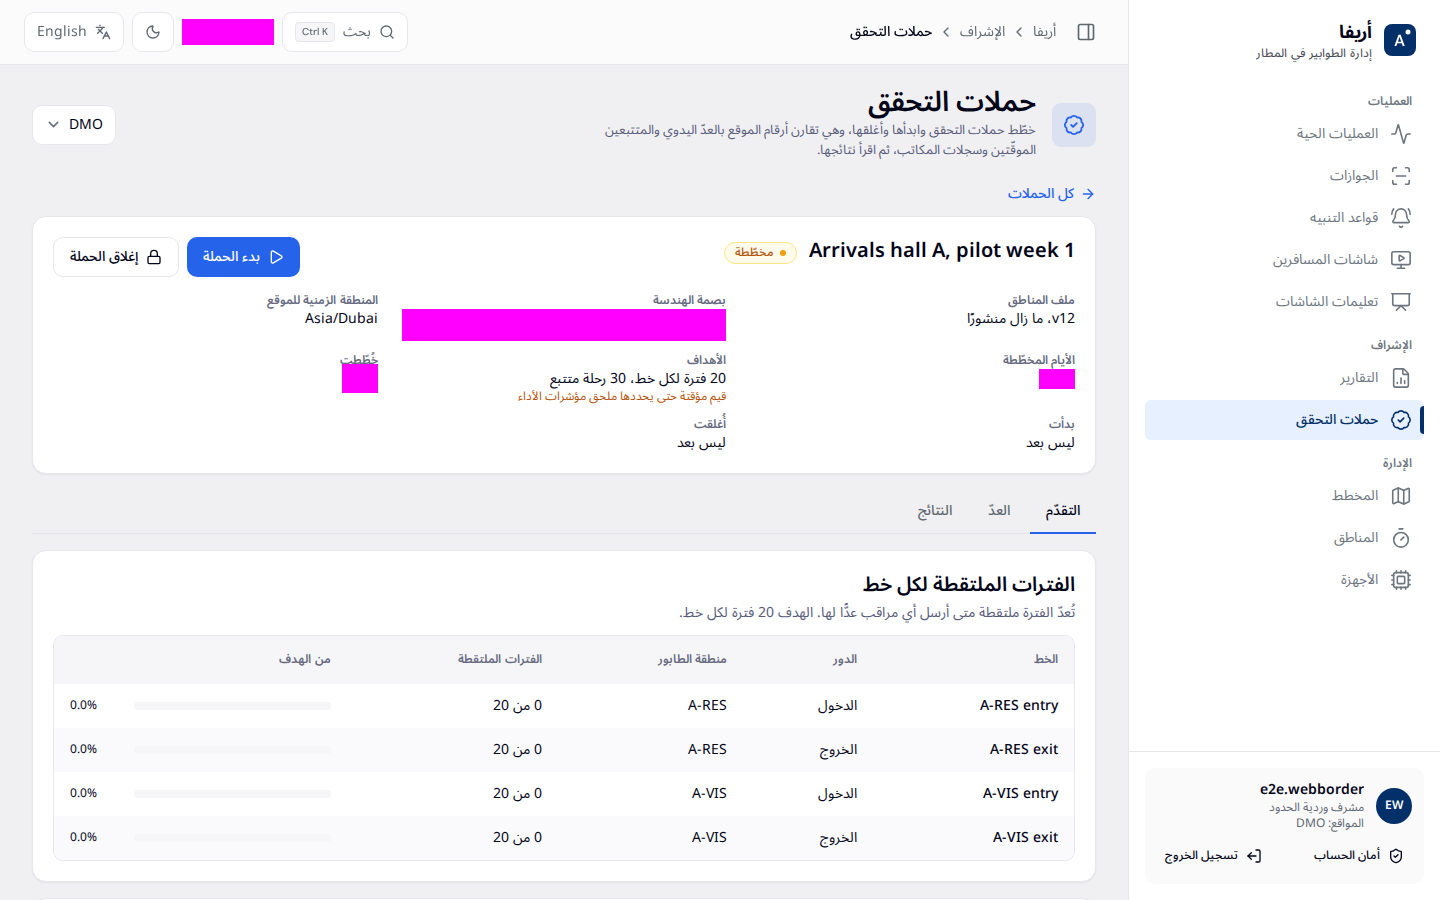 أريفا
إدارة الطوابير في المطار
A
العمليات
العمليات الحية
الجوازات
قواعد التنبيه
شاشات المسافرين
تعليمات الشاشات
الإشراف
التقارير
حملات التحقق
الإدارة
المخطط
المناطق
الأجهزة
e2e.webborder
EW
مشرف وردية الحدود
المواقع: DMO
أمان الحساب
تسجيل الخروج
أريفا
الإشراف
حملات التحقق
بحث
Ctrl K
English
حملات التحقق
خطّط حملات التحقق وابدأها وأغلقها، وهي تقارن أرقام الموقع بالعدّ اليدوي والمتتبعين
الموقّتين وسجلات المكاتب، ثم اقرأ نتائجها.
DMO
كل الحملات
Arrivals hall A, pilot week 1
مخطّطة
بدء الحملة
إغلاق الحملة
ملف المناطق
v12، ما زال منشورًا
بصمة الهندسة
المنطقة الزمنية للموقع
Asia/Dubai
الأيام المخطّطة
الأهداف
20 فترة لكل خط، 30 رحلة متتبع
قيم مؤقتة حتى يحددها ملحق مؤشرات الأداء
خُطّطت
بدأت
ليس بعد
أُغلقت
ليس بعد
التقدّم
العدّ
النتائج
الفترات الملتقطة لكل خط
تُعدّ الفترة ملتقطة متى أرسل أي مراقب عدًّا لها. الهدف 20 فترة لكل خط.
الخط الدور منطقة الطابور الفترات الملتقطة من الهدف
A-RES entry الدخول A-RES 0 من 20 0.0%
A-RES exit الخروج A-RES 0 من 20 0.0%
A-VIS entry الدخول A-VIS 0 من 20 0.0%
A-VIS exit الخروج A-VIS 0 من 20 0.0%